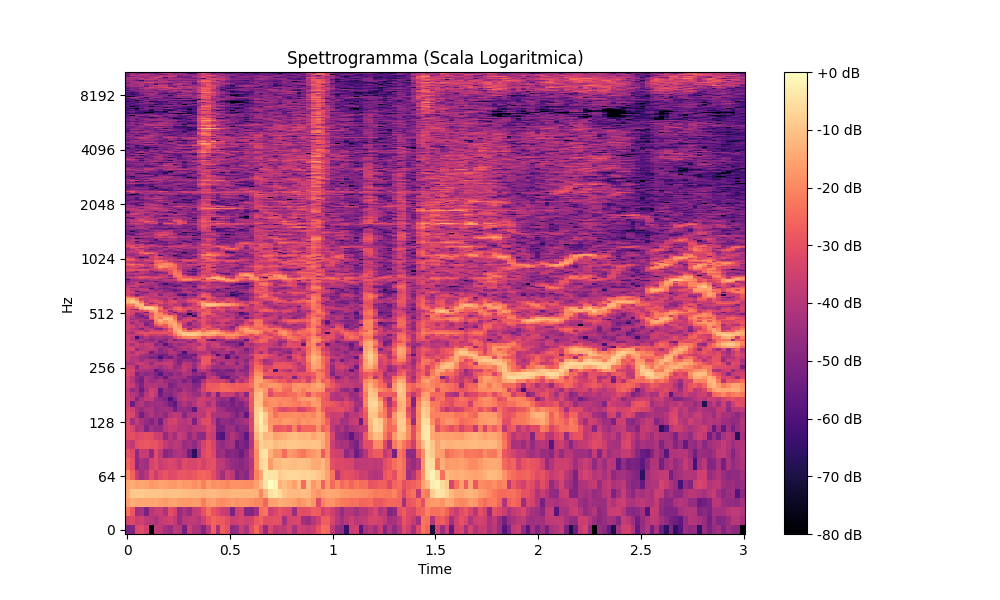 Spettrogramma (Scala Logaritmica)
8192
4096
2048
1024
512
256
128
64
0
Hz
0
0.5
1
1.5
2
2.5
3
Time
+0 dB
-10 dB
-20 dB
-30 dB
-40 dB
-50 dB
-60 dB
-70 dB
-80 dB